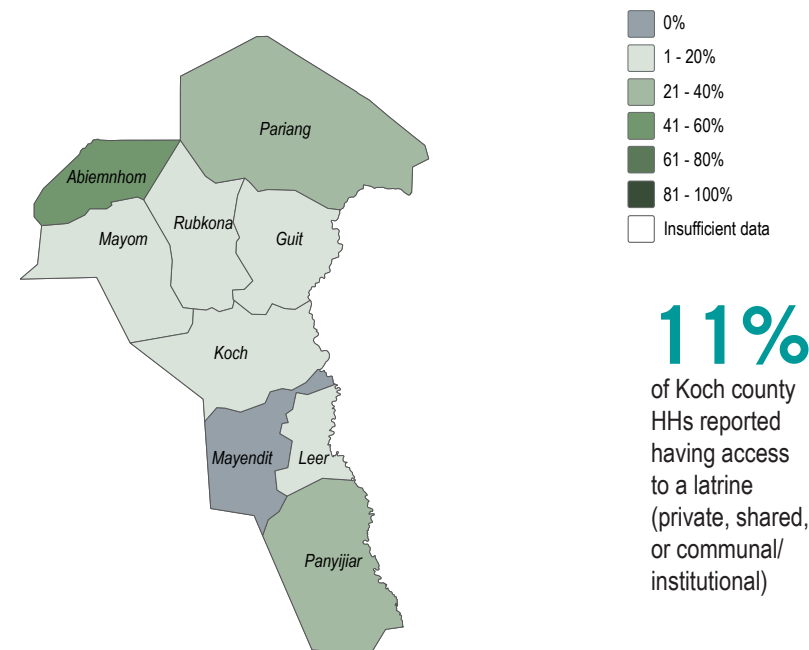 0%
1 - 20%
21 - 40%
41 - 60%
61 - 80%
81 - 100%
Insufficient data
Pariang
Abiemnhom
Rubkona
Mayom
Guit
Koch
Mayendit
Leer
Panyijiar
11%
of Koch county
HHs reported
having access
to a latrine
(private, shared,
or communal/
institutional)